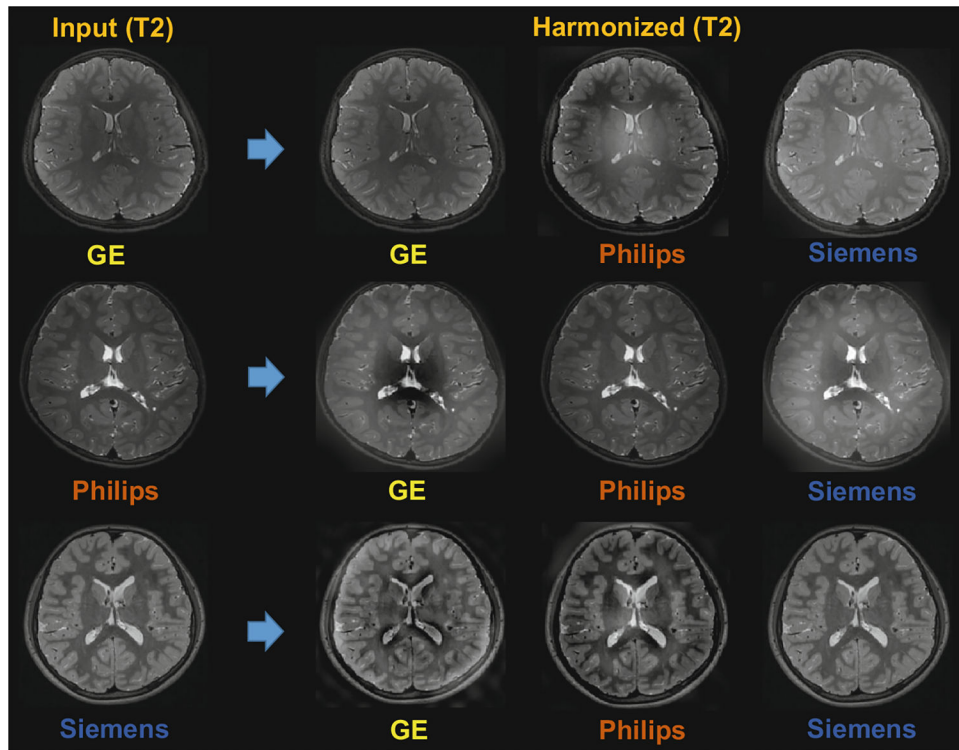 Input (T2) Harmonized (T2)
GE GE Philips Siemens
Philips GE Philips Siemens
Siemens GE Philips Siemens